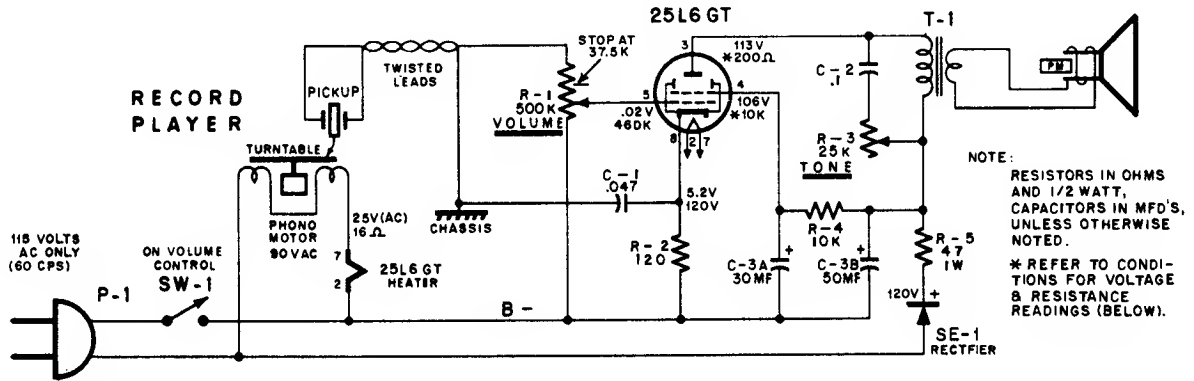 25L6 GT
T-1
STOP AT
37.5K
3
113V
*200Ω
TWISTED
LEADS
C-2
.1
PM
PICKUP
RECORD
PLAYER
R-1
500K
VOLUME
5
.02V
460K
4
106V
*10K
8
2
7
TURNTABLE
R-3
25K
TONE
NOTE:
RESISTORS IN OHMS
AND 1/2 WATT,
CAPACITORS IN MFD'S,
UNLESS OTHERWISE
NOTED.
* REFER TO CONDI-
TIONS FOR VOLTAGE
& RESISTANCE
READINGS (BELOW).
C-1
.047
5.2V
120V
CHASSIS
PHONO
MOTOR
90VAC
25V(AC)
16Ω
R-4
10K
R-5
47
1W
115 VOLTS
AC ONLY
(60 CPS)
ON VOLUME
CONTROL
SW-1
7
2
25L6 GT
HEATER
R-2
120
C-3A
30MF
+
C-3B
50MF
+
P-1
B-
120V
+
SE-1
RECTFIER